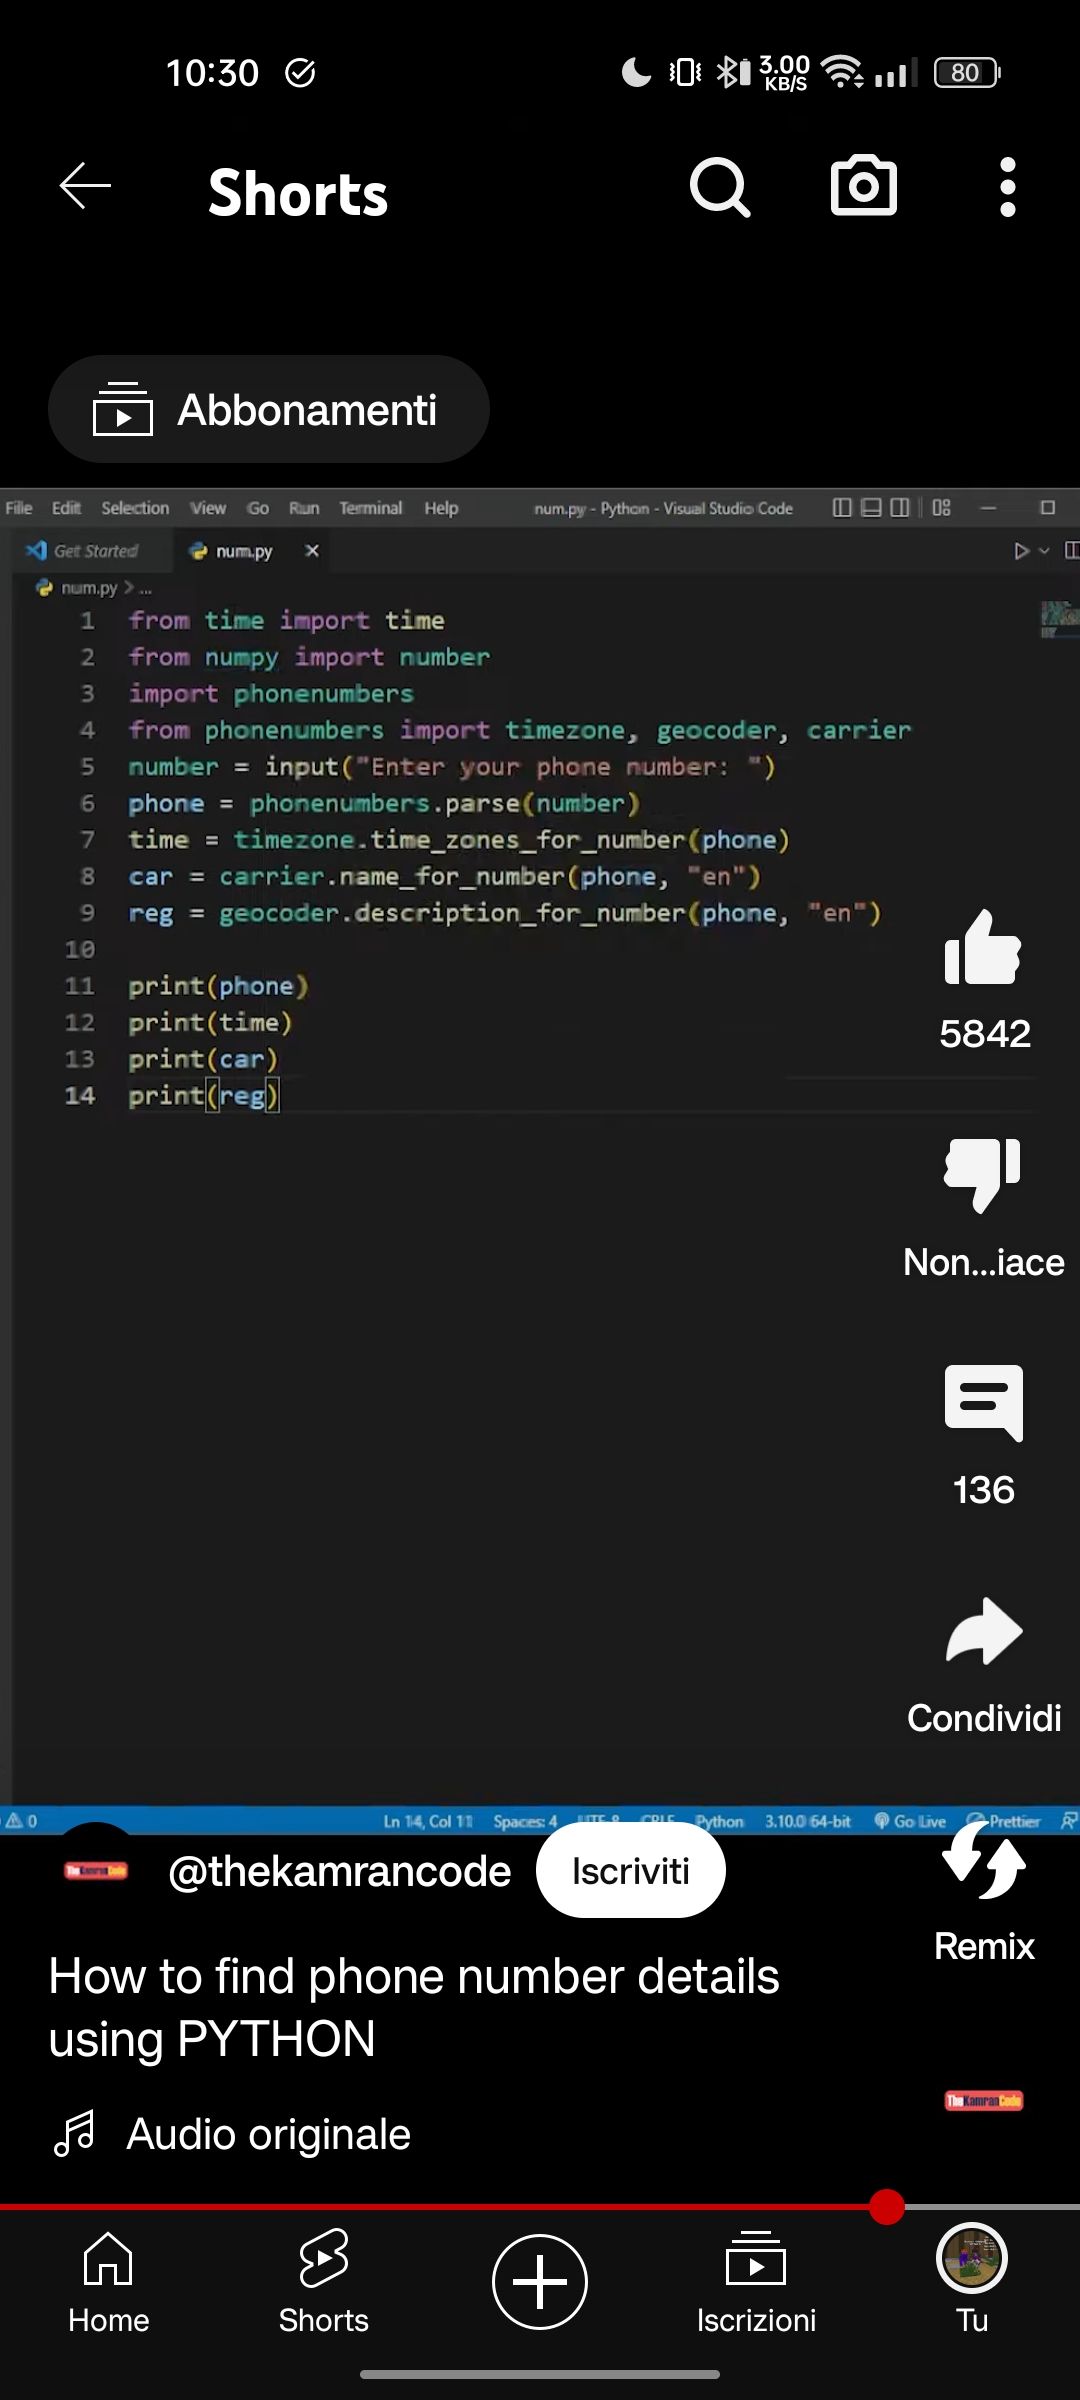 10:30
3.00
KB/S
80
Shorts
Abbonamenti
File Edit Selection View Go Run Terminal Help num.py - Python - Visual Studio Code
Get Started num.py
num.py > ...
1 from time import time
2 from numpy import number
3 import phonenumbers
4 from phonenumbers import timezone, geocoder, carrier
5 number = input("Enter your phone number: ")
6 phone = phonenumbers.parse(number)
7 time = timezone.time_zones_for_number(phone)
8 car = carrier.name_for_number(phone, "en")
9 reg = geocoder.description_for_number(phone, "en")
10
11 print(phone)
12 print(time)
13 print(car)
14 print(reg)
5842
Non...iace
136
Condividi
0 Ln 14, Col 11 Spaces: 4 UTF-8 CRLF Python 3.10.0 64-bit Go Live Prettier
TheKamranCode @thekamrancode Iscriviti
Remix
How to find phone number details
using PYTHON
TheKamranCode
Audio originale
Home Shorts Iscrizioni Tu